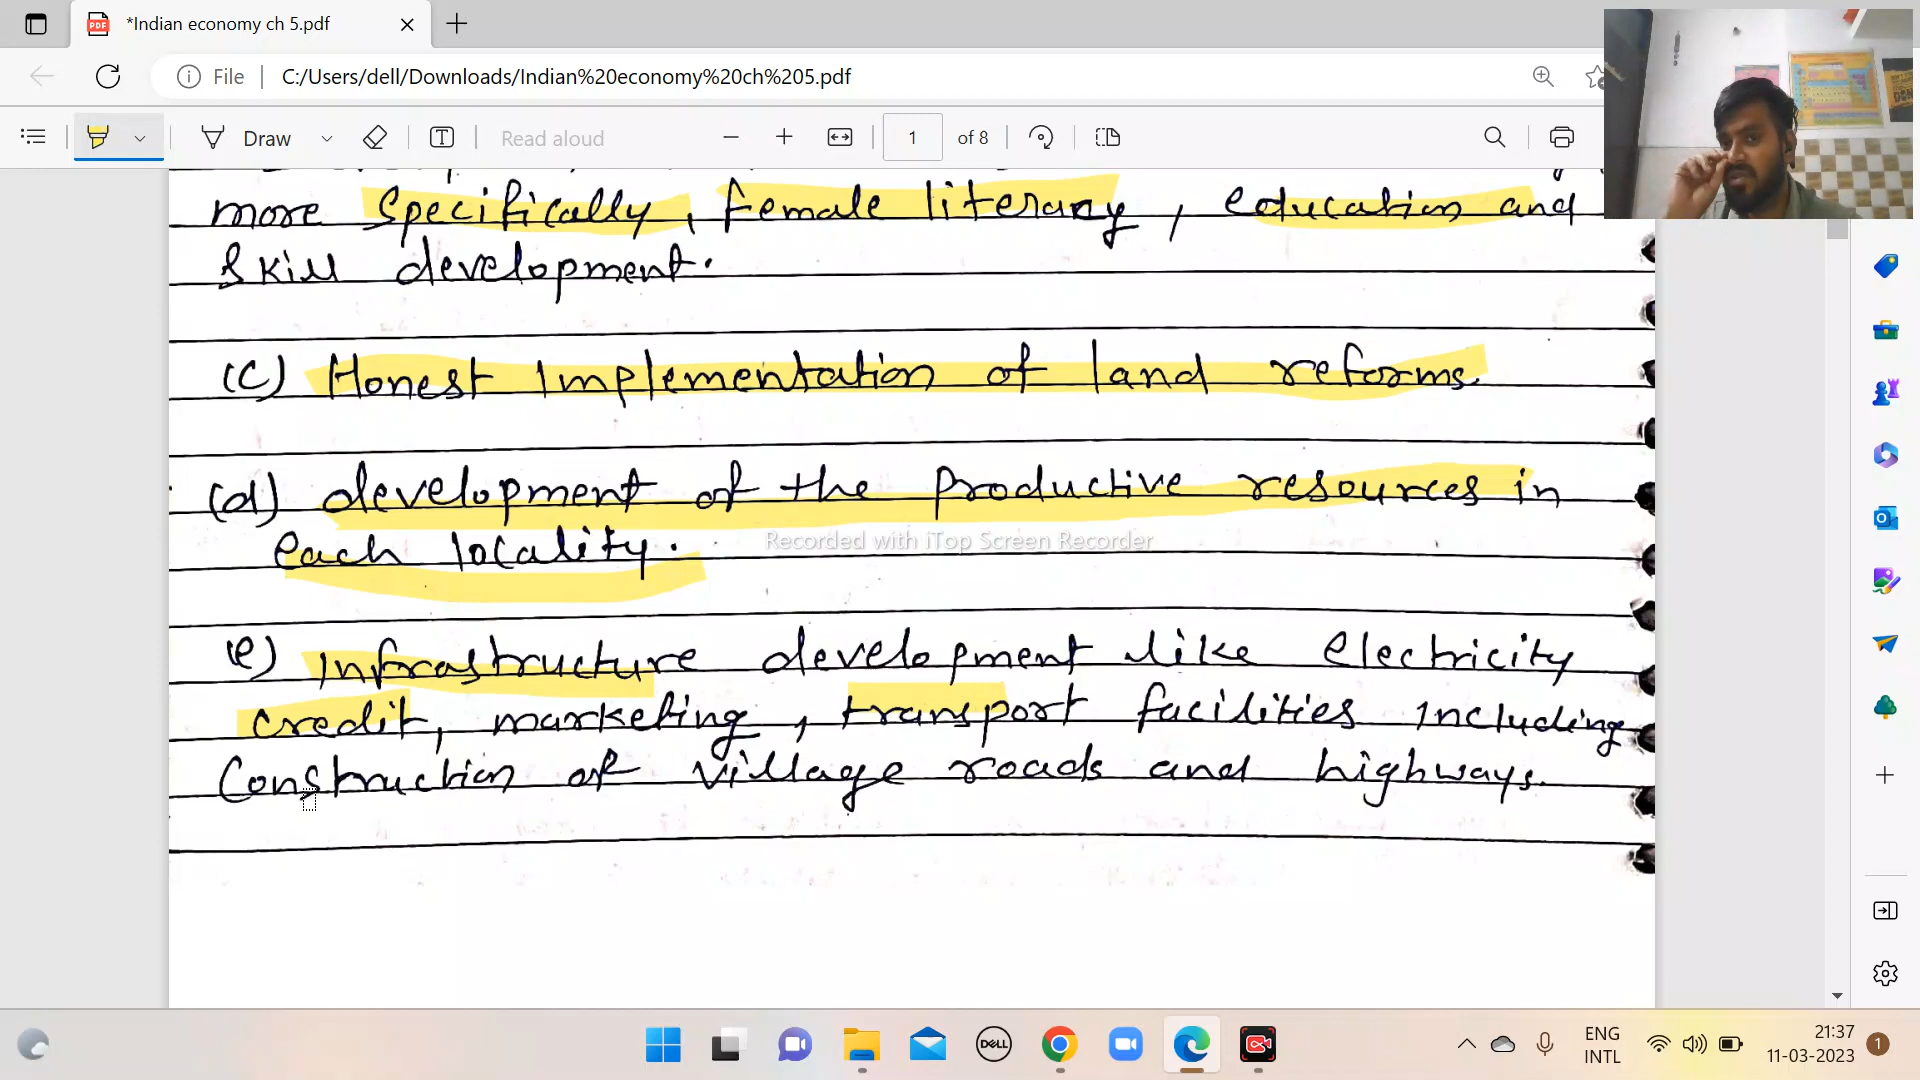 *Indian economy ch 5.pdf
File
C:/Users/dell/Downloads/Indian%20economy%20ch%205.pdf
Draw
Read aloud
1 of 8
more specifically, female literary, education and
skill development.
(c) Honest Implementation of land reforms.
(d) development of the productive resources in
each locality.
Recorded with iTop Screen Recorder
e) infrastructure development like electricity
credit, marketing, transport facilities including
Construction of village roads and highways.
DELL
ENG
INTL
21:37
11-03-2023
1